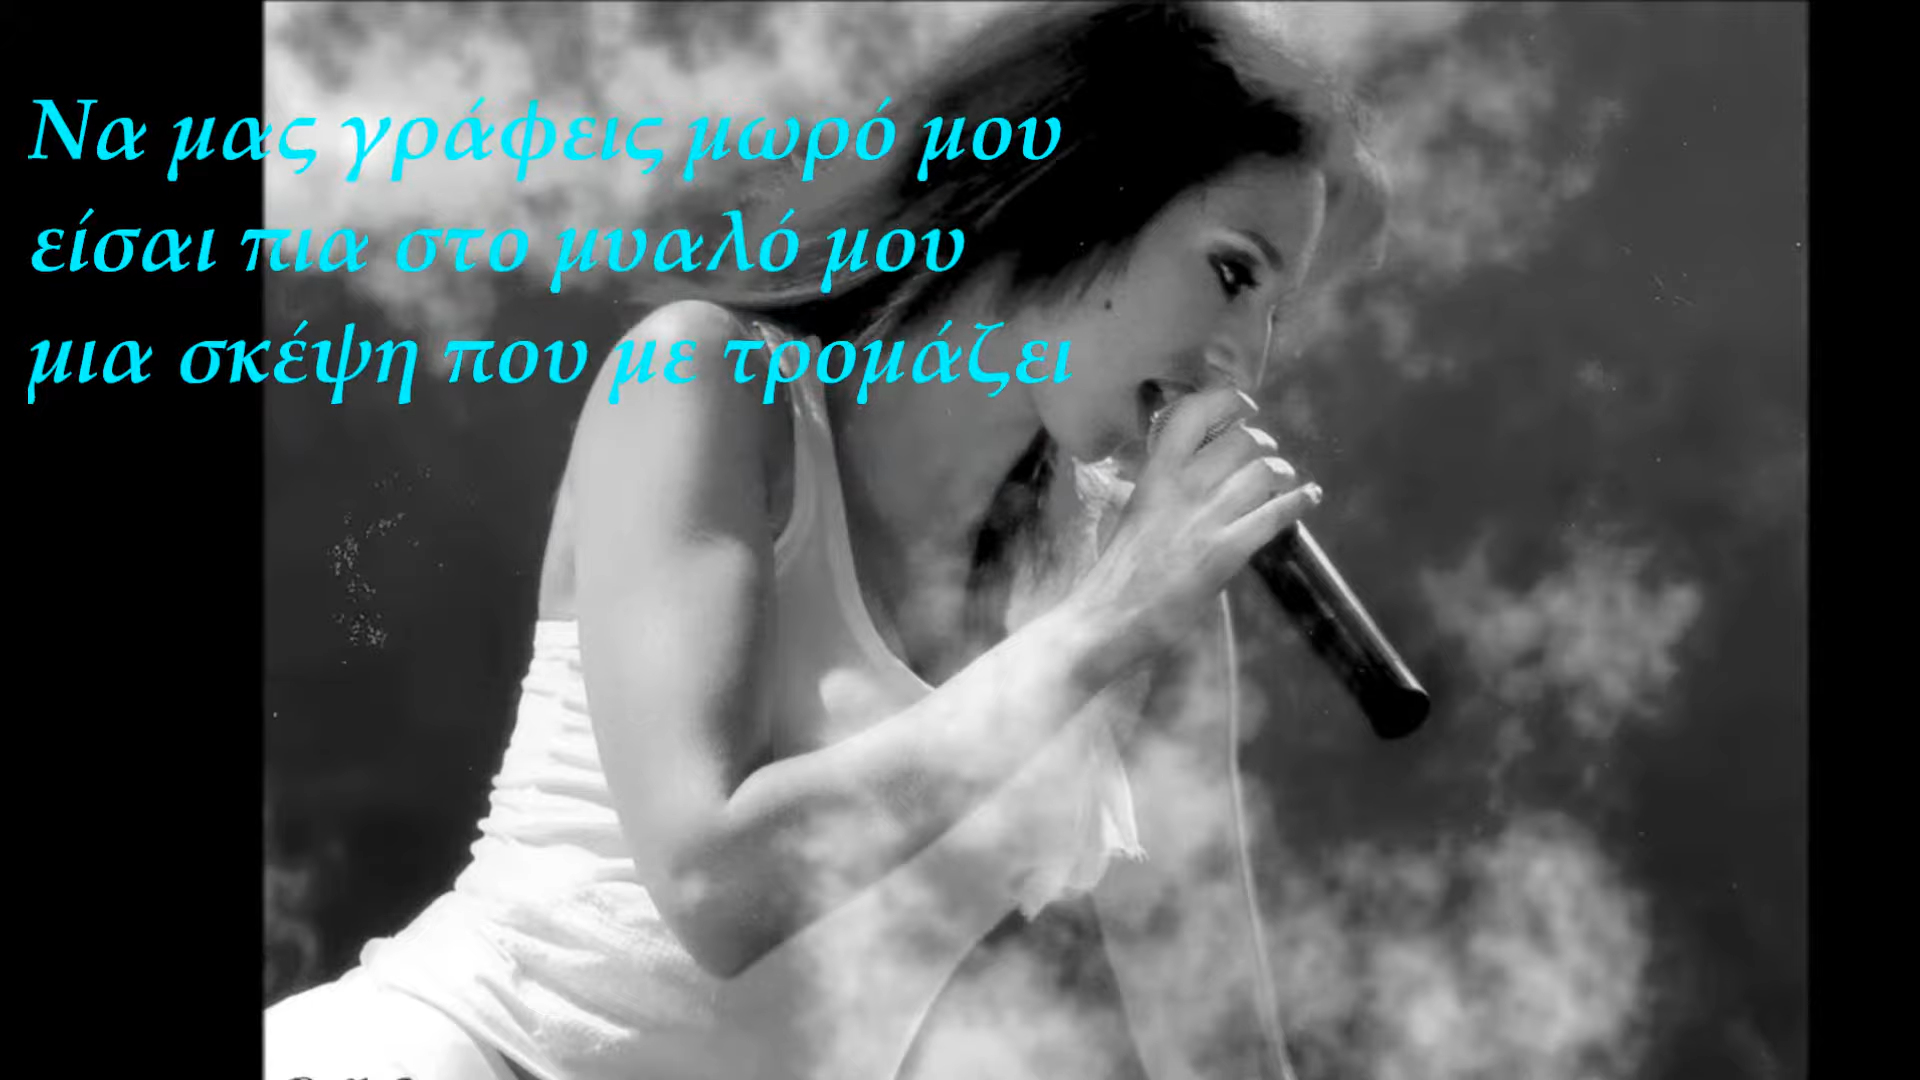 Να μας γράφεις μωρό μου
είσαι πια στο μυαλό μου
μια σκέψη που με τρομάζει